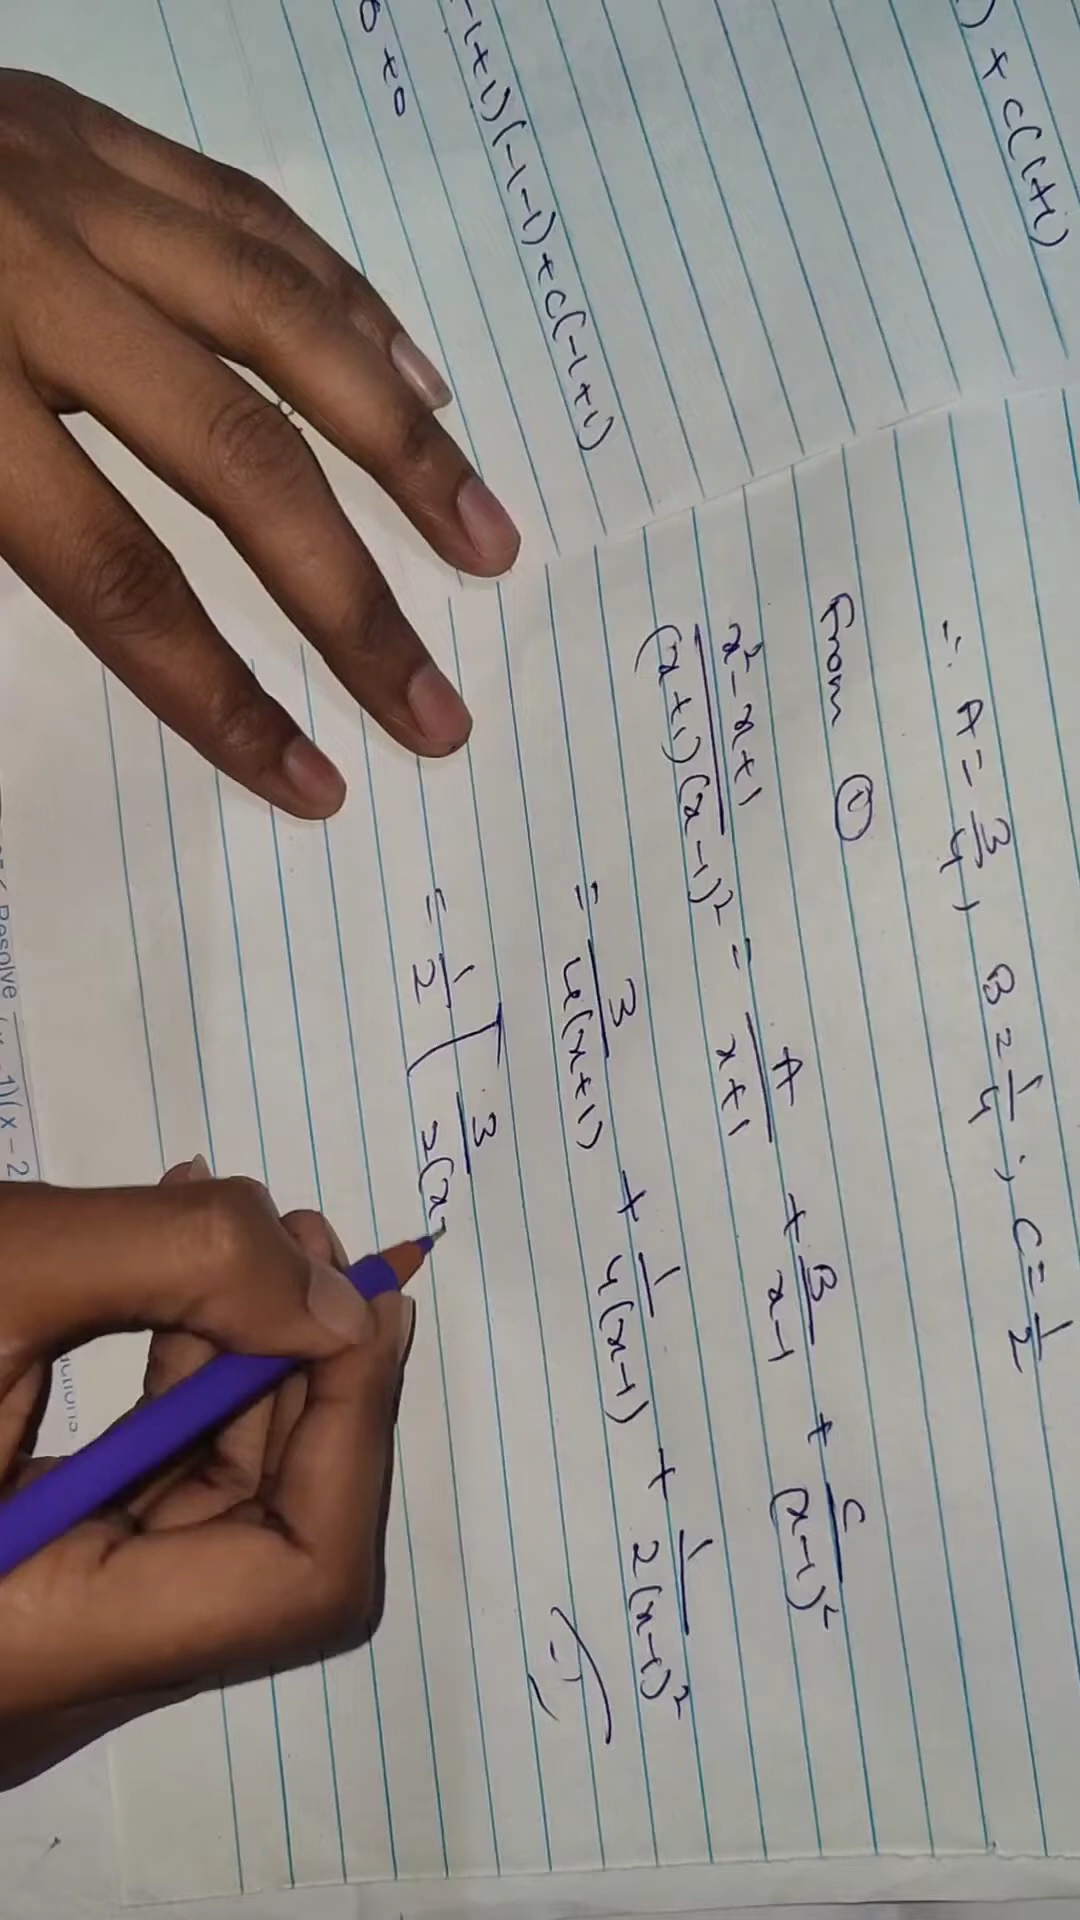 ) + C(1+1)
-1+1)(-1-1)+C(-1+1)
0 +0
∴ A = 3/4, B = 1/4 ; C = 1/2
From ①
x²-x+1/(x+1)(x-1)² = A/x+1 + B/x-1 + C/(x-1)²
= 3/4(x+1) + 1/4(x-1) + 1/2(x-1)²
= 1/2 [ 3/2(x
Resolve
-1)(x - 2